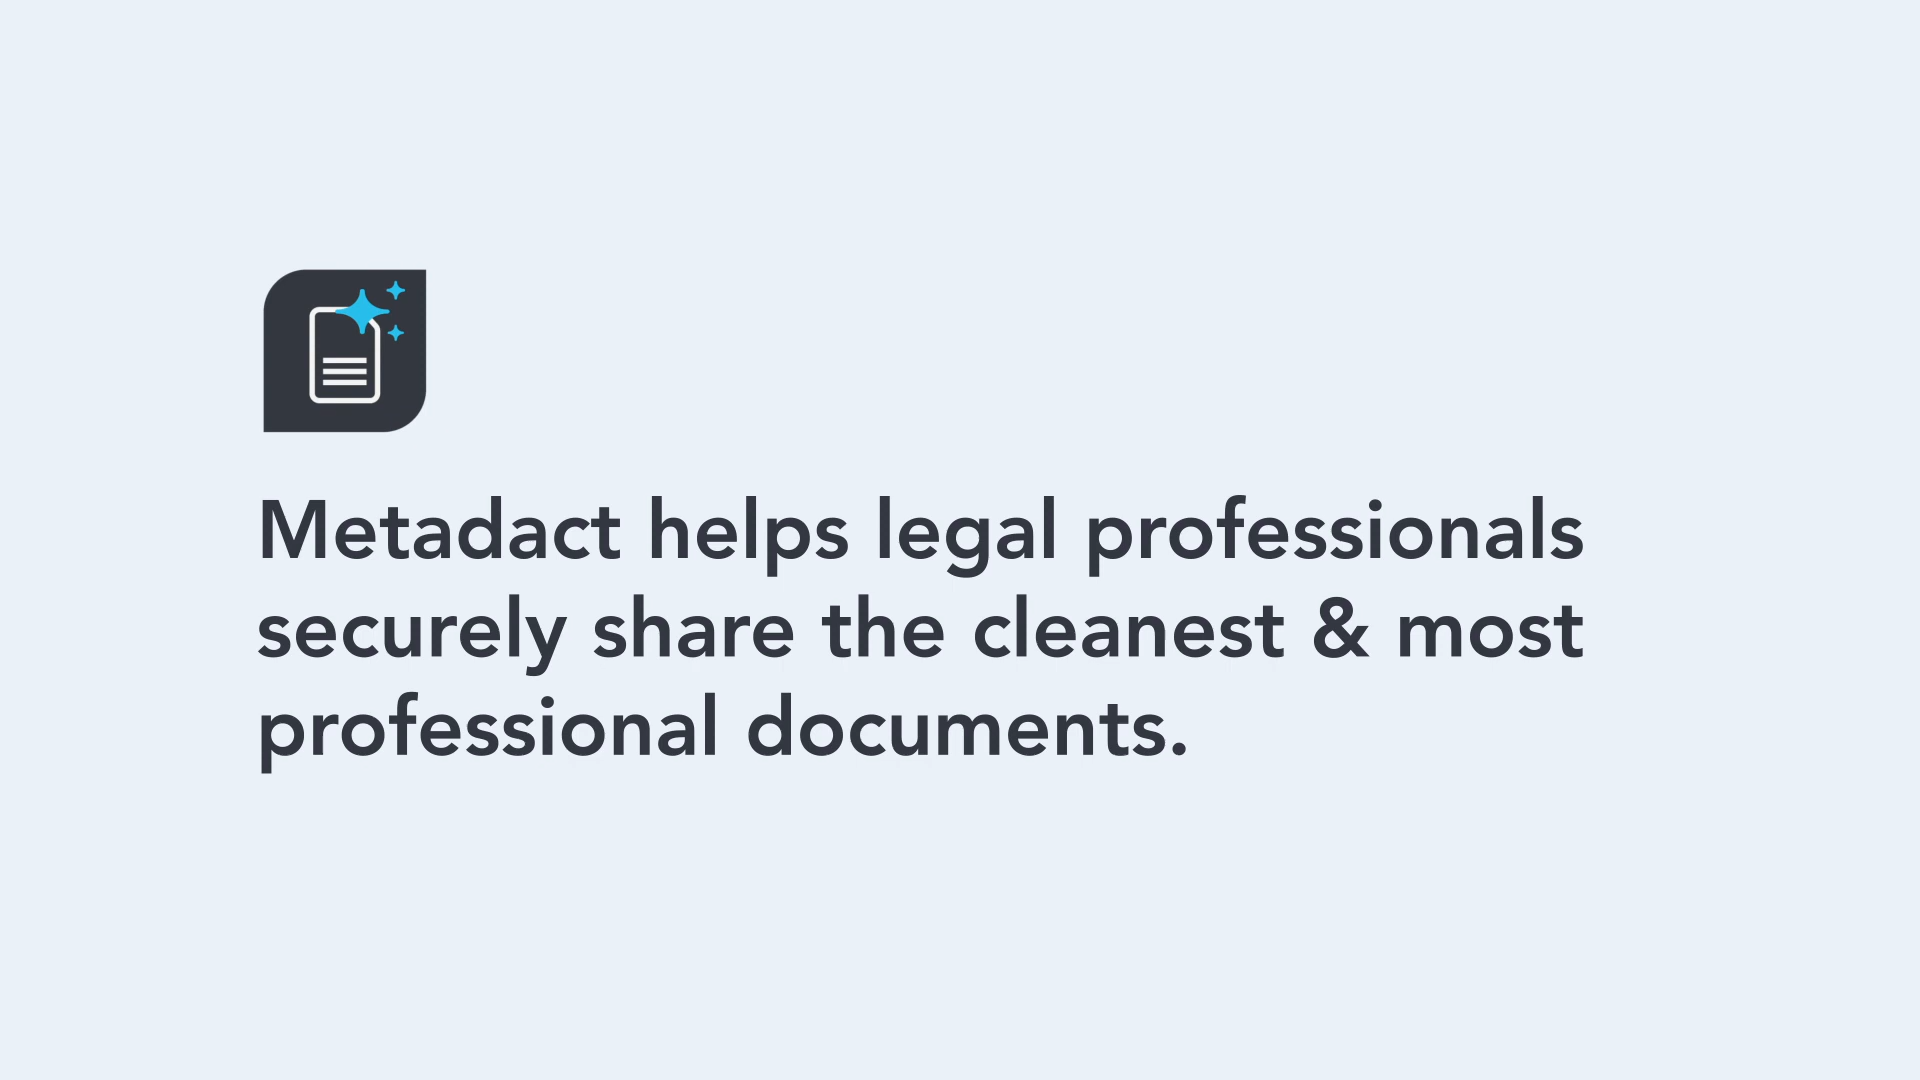 Metadact helps legal professionals
securely share the cleanest & most
professional documents.